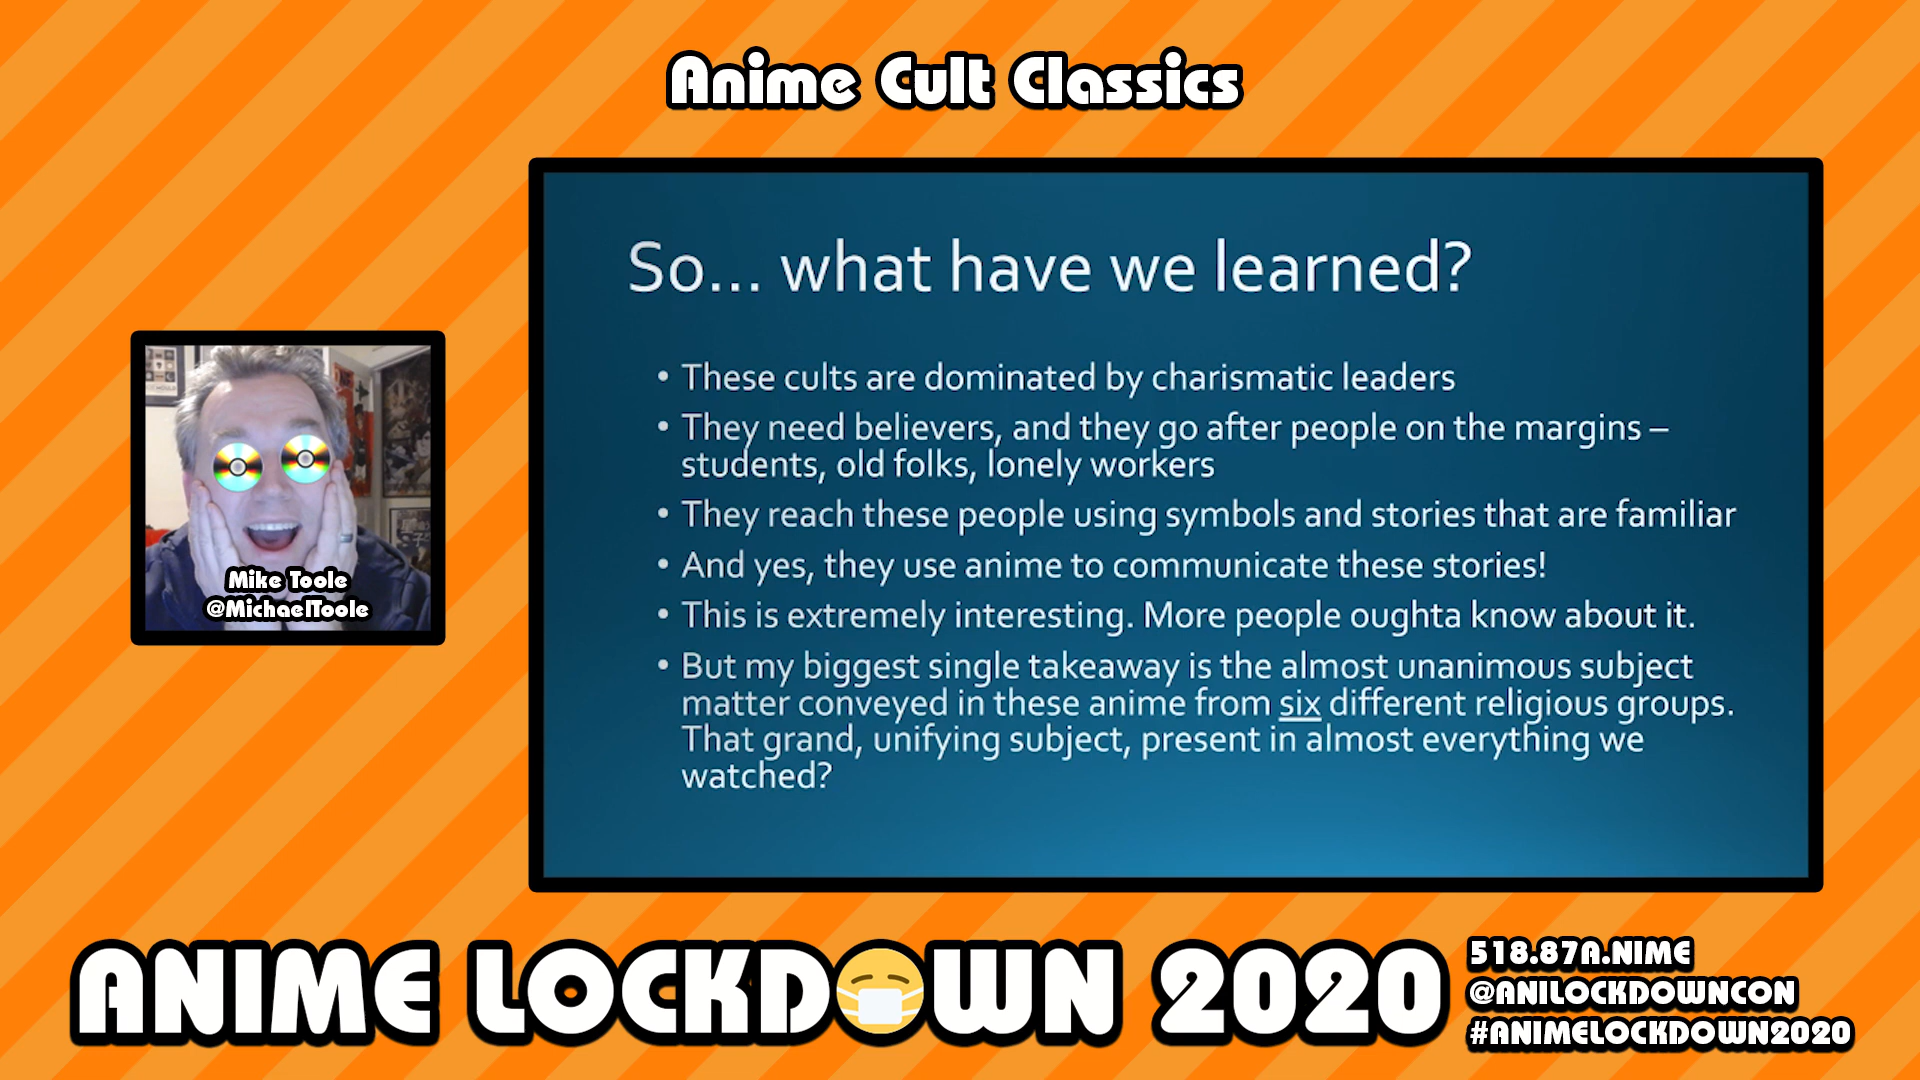 Anime Cult Classics
So... what have we learned?
• These cults are dominated by charismatic leaders
• They need believers, and they go after people on the margins –
students, old folks, lonely workers
• They reach these people using symbols and stories that are familiar
• And yes, they use anime to communicate these stories!
• This is extremely interesting. More people oughta know about it.
• But my biggest single takeaway is the almost unanimous subject
matter conveyed in these anime from six different religious groups.
That grand, unifying subject, present in almost everything we
watched?
Mike Toole
@MichaelToole
ANIME LOCKDOWN 2020
518.87A.NIME
@ANILOCKDOWNCON
#ANIMELOCKDOWN2020